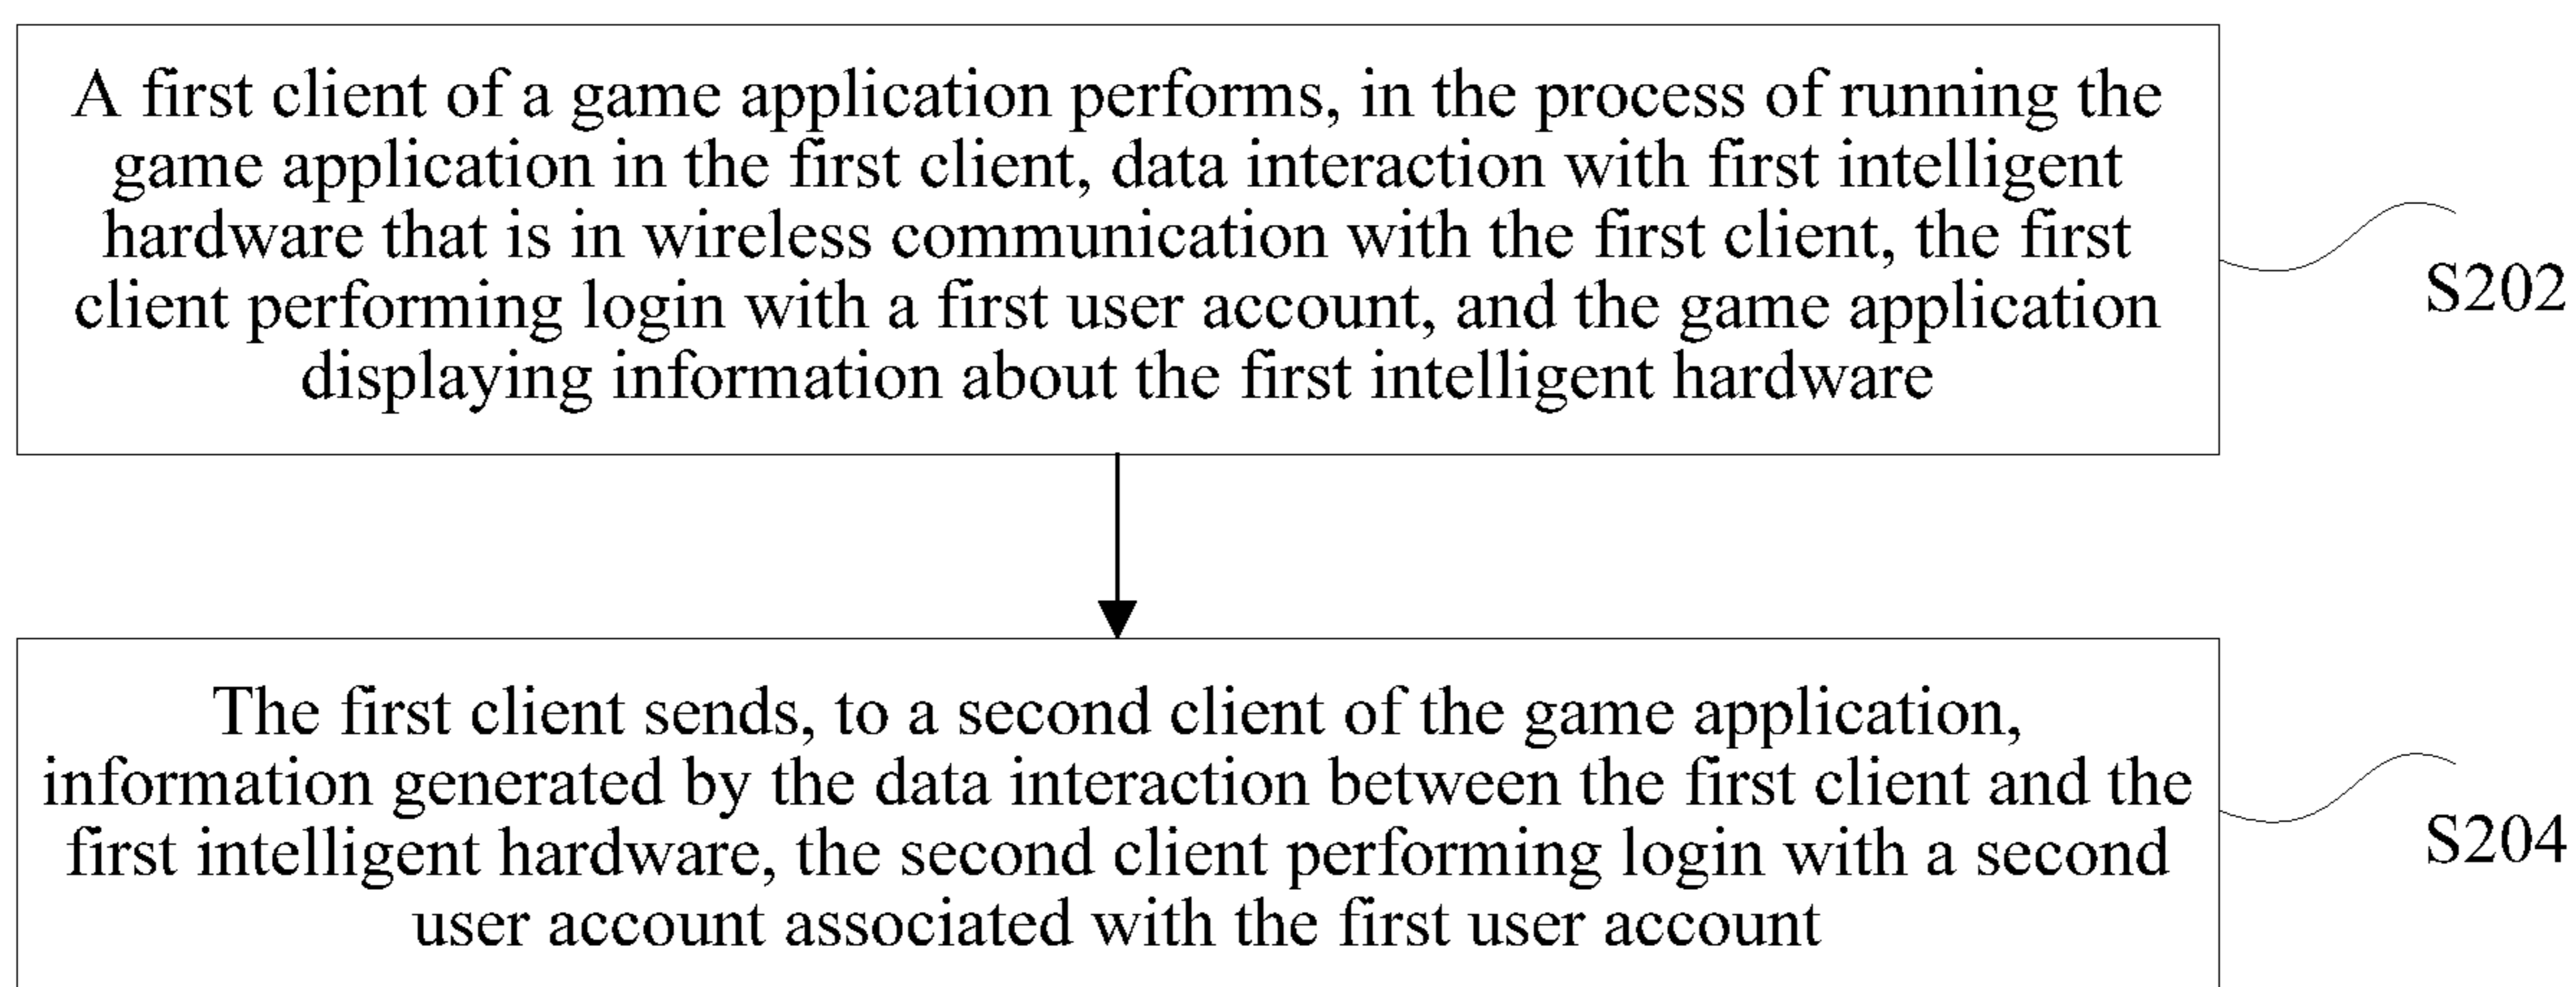 A first client of a game application performs, in the process of running the
game application in the first client, data interaction with first intelligent
hardware that is in wireless communication with the first client, the first
client performing login with a first user account, and the game application
displaying information about the first intelligent hardware
S202
The first client sends, to a second client of the game application,
information generated by the data interaction between the first client and the
first intelligent hardware, the second client performing login with a second
user account associated with the first user account
S204